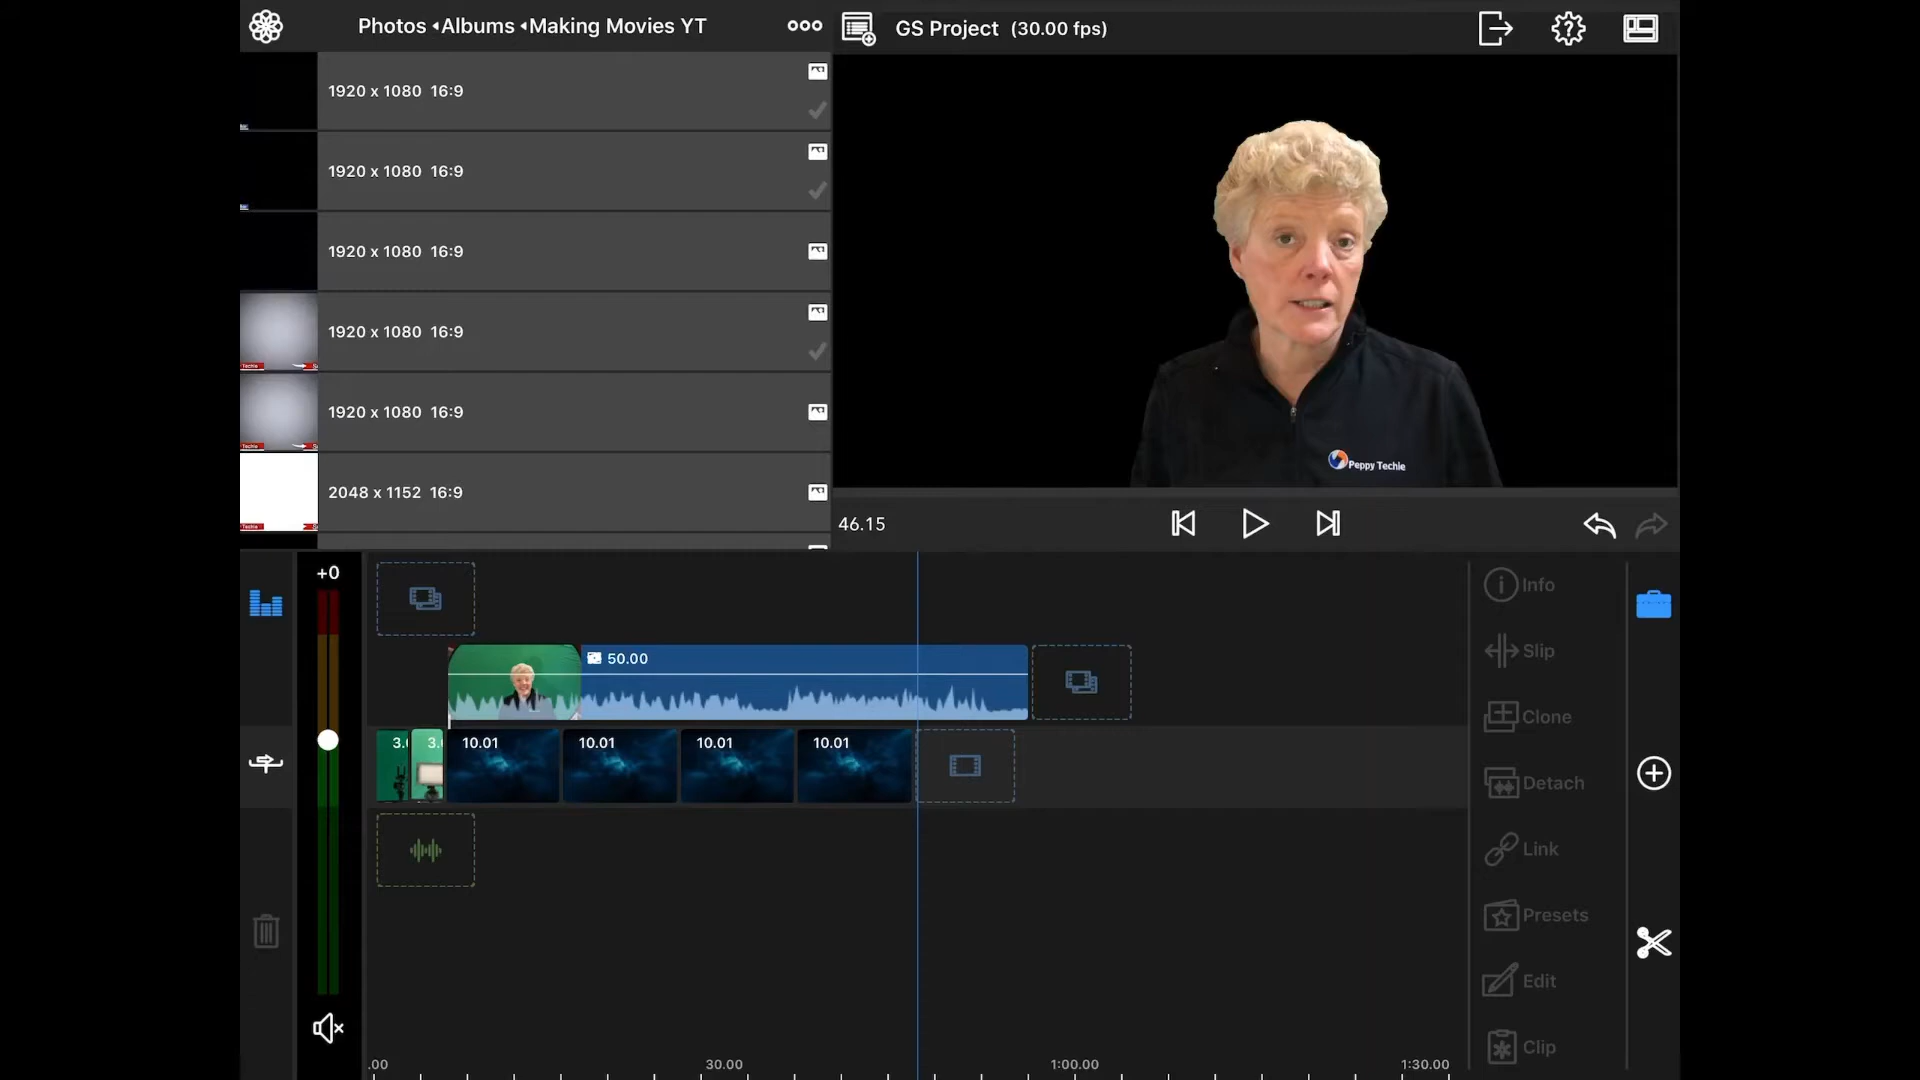 Photos ◂Albums ◂Making Movies YT
GS Project (30.00 fps)
1920 x 1080 16:9
1920 x 1080 16:9
1920 x 1080 16:9
1920 x 1080 16:9
1920 x 1080 16:9
2048 x 1152 16:9
Peppy Techie
46.15
+0
50.00
3.
3.
10.01
10.01
10.01
10.01
Info
Slip
Clone
Detach
Link
Presets
Edit
Clip
.00
30.00
1:00.00
1:30.00